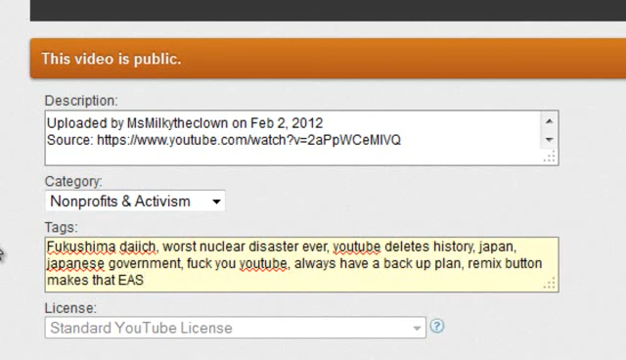 This video is public.
Description:
Uploaded by MsMilkytheclown on Feb 2, 2012
Source: https://www.youtube.com/watch?v=2aPpWCeMlVQ
Category:
Nonprofits & Activism
Tags:
Fukushima daiich, worst nuclear disaster ever, youtube deletes history, japan,
japanese government, fuck you youtube, always have a back up plan, remix button
makes that EAS
License:
Standard YouTube License
?